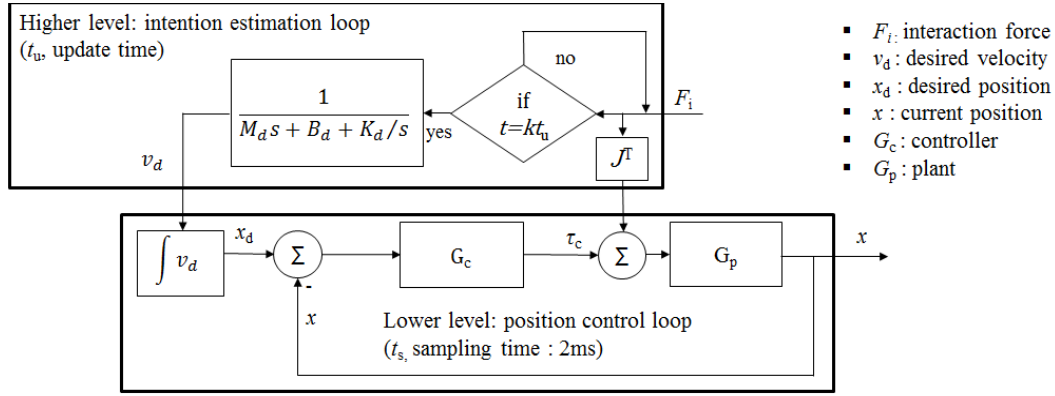 Higher level: intention estimation loop
(tu, update time)
no
if
t=ktu
yes
Fi
1
Mds + Bd + Kd/s
JT
vd
▪ Fi: interaction force
▪ vd : desired velocity
▪ xd : desired position
▪ x : current position
▪ Gc : controller
▪ Gp : plant
∫ vd
xd
Σ
-
Gc
τc
Σ
Gp
x
x
Lower level: position control loop
(ts, sampling time : 2ms)